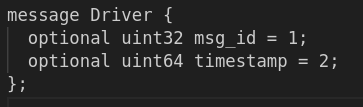 message Driver {
  optional uint32 msg_id = 1;
  optional uint64 timestamp = 2;
};